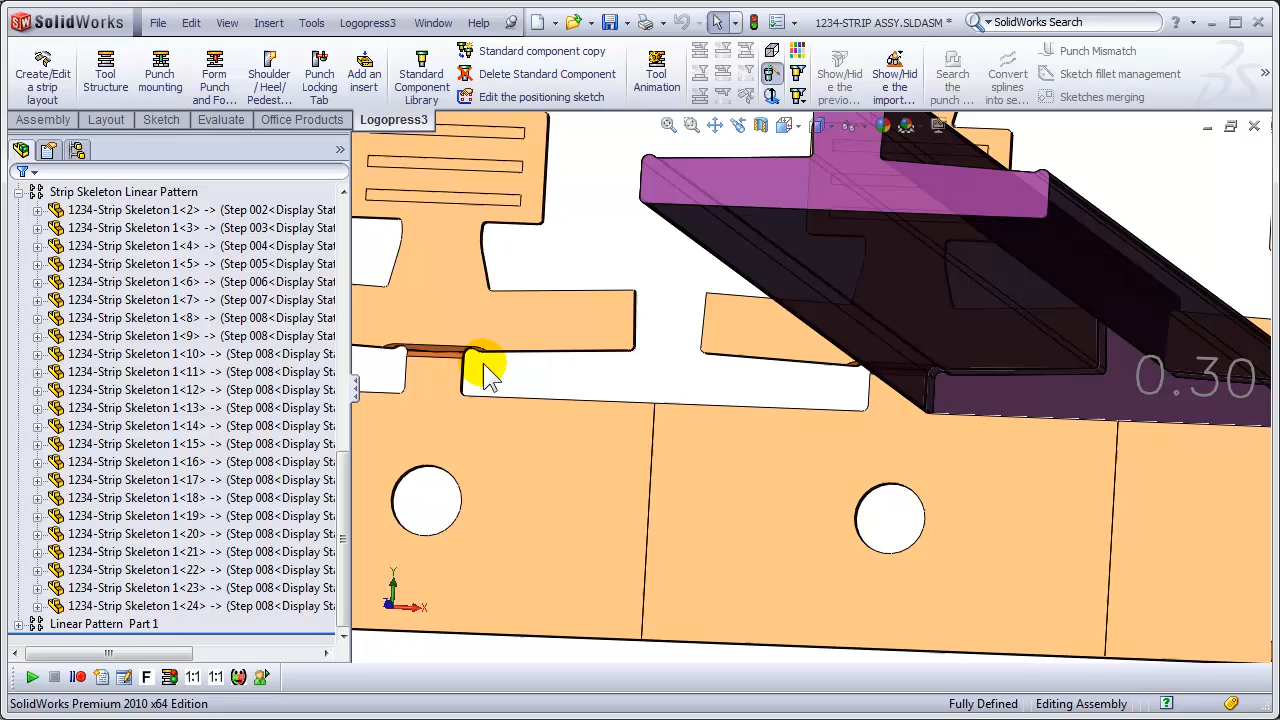 SolidWorks
File Edit View Insert Tools Logopress3 Window Help
1234-STRIP ASSY.SLDASM *
SolidWorks Search
Create/Edit
a strip
layout
Tool
Structure
Punch
mounting
Form
Punch
and Fo...
Shoulder /
Heel/
Pedest...
Punch
Locking
Tab
Add an
insert
Standard
Component
Library
Standard component copy
Delete Standard Component
Edit the positioning sketch
Tool
Animation
Show/Hid
e the
previo...
Show/Hid
e the
import...
Search
the
punch ...
Convert
splines
into se...
Punch Mismatch
Sketch fillet management
Sketches merging
Assembly Layout Sketch Evaluate Office Products Logopress3
Strip Skeleton Linear Pattern
1234-Strip Skeleton 1<2> -> (Step 002<Display Stat
1234-Strip Skeleton 1<3> -> (Step 003<Display Stat
1234-Strip Skeleton 1<4> -> (Step 004<Display Stat
1234-Strip Skeleton 1<5> -> (Step 005<Display Stat
1234-Strip Skeleton 1<6> -> (Step 006<Display Stat
1234-Strip Skeleton 1<7> -> (Step 007<Display Stat
1234-Strip Skeleton 1<8> -> (Step 008<Display Stat
1234-Strip Skeleton 1<9> -> (Step 008<Display Stat
1234-Strip Skeleton 1<10> -> (Step 008<Display Sta
1234-Strip Skeleton 1<11> -> (Step 008<Display Sta
1234-Strip Skeleton 1<12> -> (Step 008<Display Sta
1234-Strip Skeleton 1<13> -> (Step 008<Display Sta
1234-Strip Skeleton 1<14> -> (Step 008<Display Sta
1234-Strip Skeleton 1<15> -> (Step 008<Display Sta
1234-Strip Skeleton 1<16> -> (Step 008<Display Sta
1234-Strip Skeleton 1<17> -> (Step 008<Display Sta
1234-Strip Skeleton 1<18> -> (Step 008<Display Sta
1234-Strip Skeleton 1<19> -> (Step 008<Display Sta
1234-Strip Skeleton 1<20> -> (Step 008<Display Sta
1234-Strip Skeleton 1<21> -> (Step 008<Display Sta
1234-Strip Skeleton 1<22> -> (Step 008<Display Sta
1234-Strip Skeleton 1<23> -> (Step 008<Display Sta
1234-Strip Skeleton 1<24> -> (Step 008<Display Sta
Linear Pattern Part 1
0.30
Y
X
Z
F 1:1 1:1
SolidWorks Premium 2010 x64 Edition
Fully Defined Editing Assembly